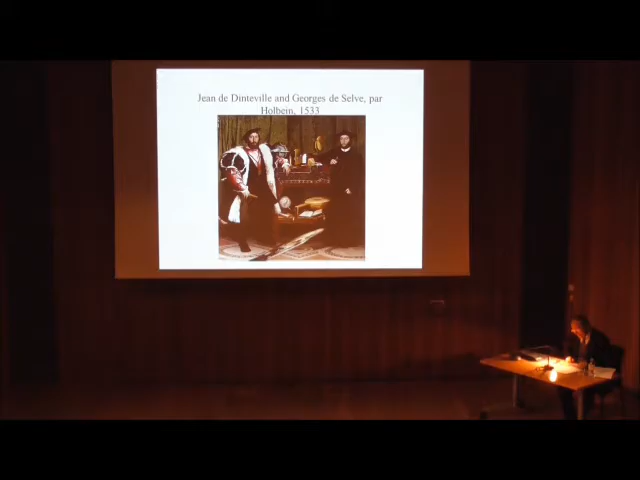 Jean de Dinteville and Georges de Selve, par
Holbein, 1533